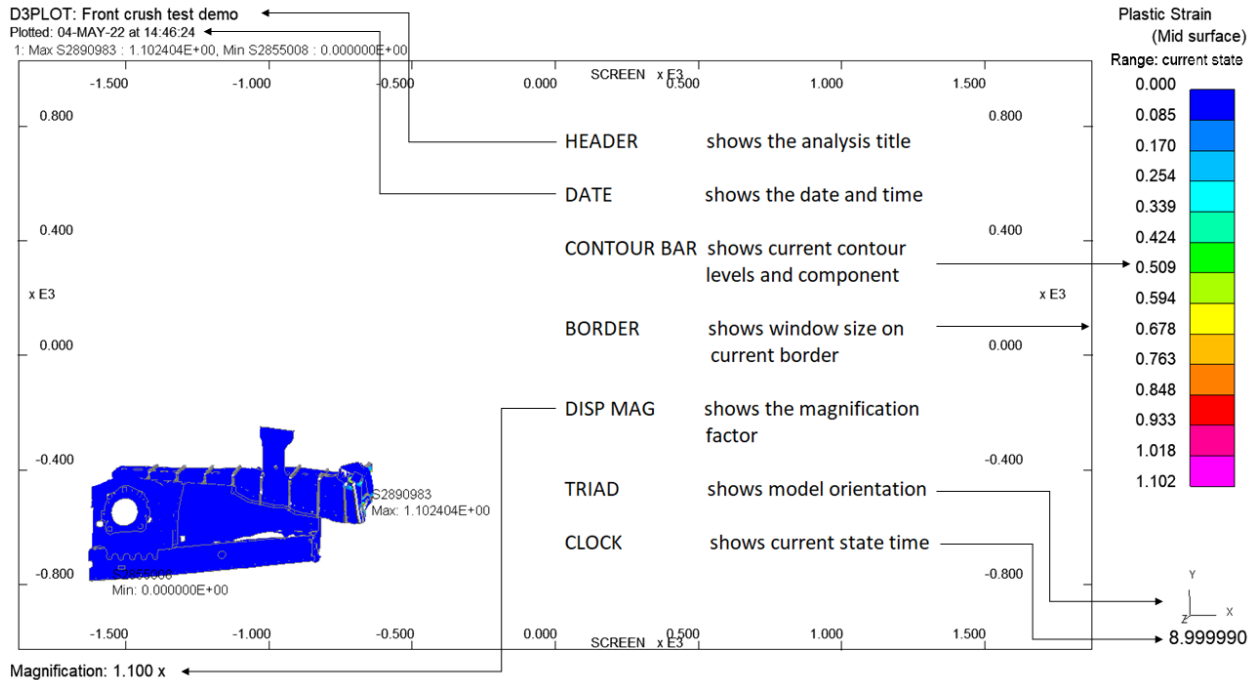 D3PLOT: Front crush test demo
Plotted: 04-MAY-22 at 14:46:24
1: Max S2890983 : 1.102404E+00, Min S2855008 : 0.000000E+00
SCREEN x E3
-1.500 -1.000 -0.500 0.000 0.500 1.000 1.500
0.800 0.800
0.400 0.400
x E3 x E3
0.000 0.000
-0.400 -0.400
-0.800 -0.800
HEADER shows the analysis title
DATE shows the date and time
CONTOUR BAR shows current contour
levels and component
BORDER shows window size on
current border
DISP MAG shows the magnification
factor
TRIAD shows model orientation
CLOCK shows current state time
S2890983
Max: 1.102404E+00
S2855008
Min: 0.000000E+00
-1.500 -1.000 -0.500 0.000 0.500 1.000 1.500
SCREEN x E3
Magnification: 1.100 x
Plastic Strain
(Mid surface)
Range: current state
0.000
0.085
0.170
0.254
0.339
0.424
0.509
0.594
0.678
0.763
0.848
0.933
1.018
1.102
Y
Z X
8.999990